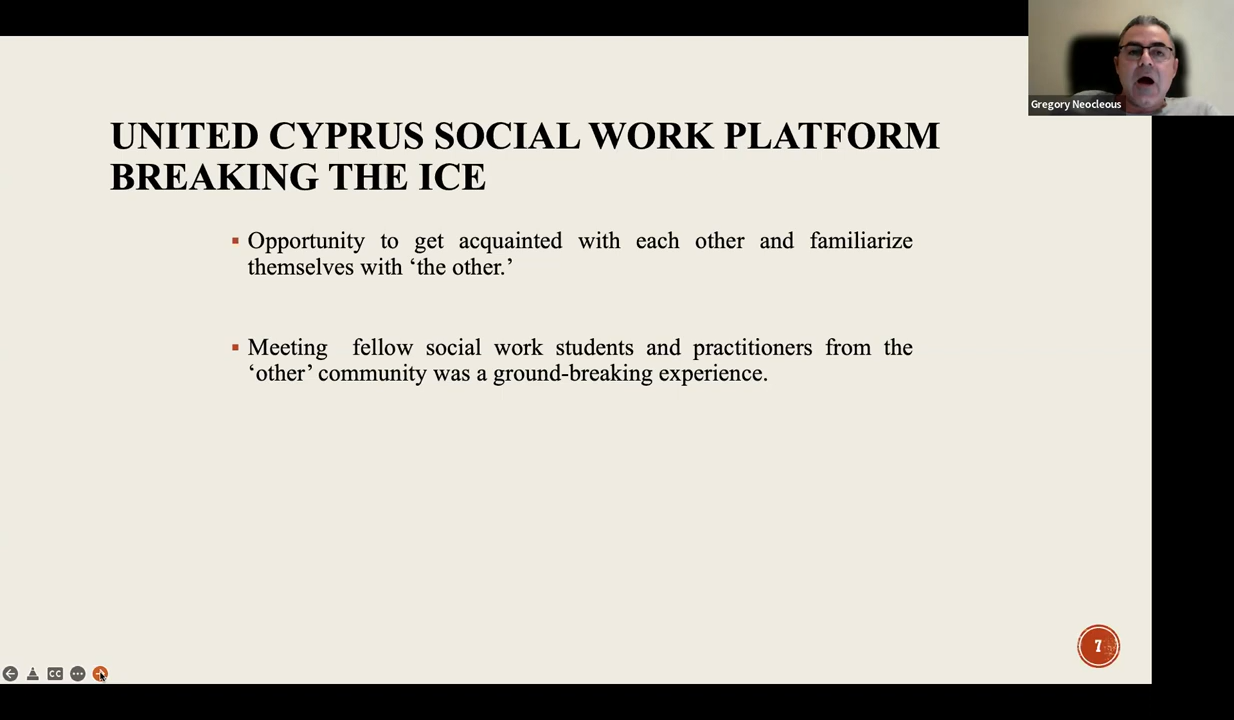 Gregory Neocleous
UNITED CYPRUS SOCIAL WORK PLATFORM
BREAKING THE ICE
▪ Opportunity to get acquainted with each other and familiarize
themselves with ‘the other.’
▪ Meeting fellow social work students and practitioners from the
‘other’ community was a ground-breaking experience.
7
CC